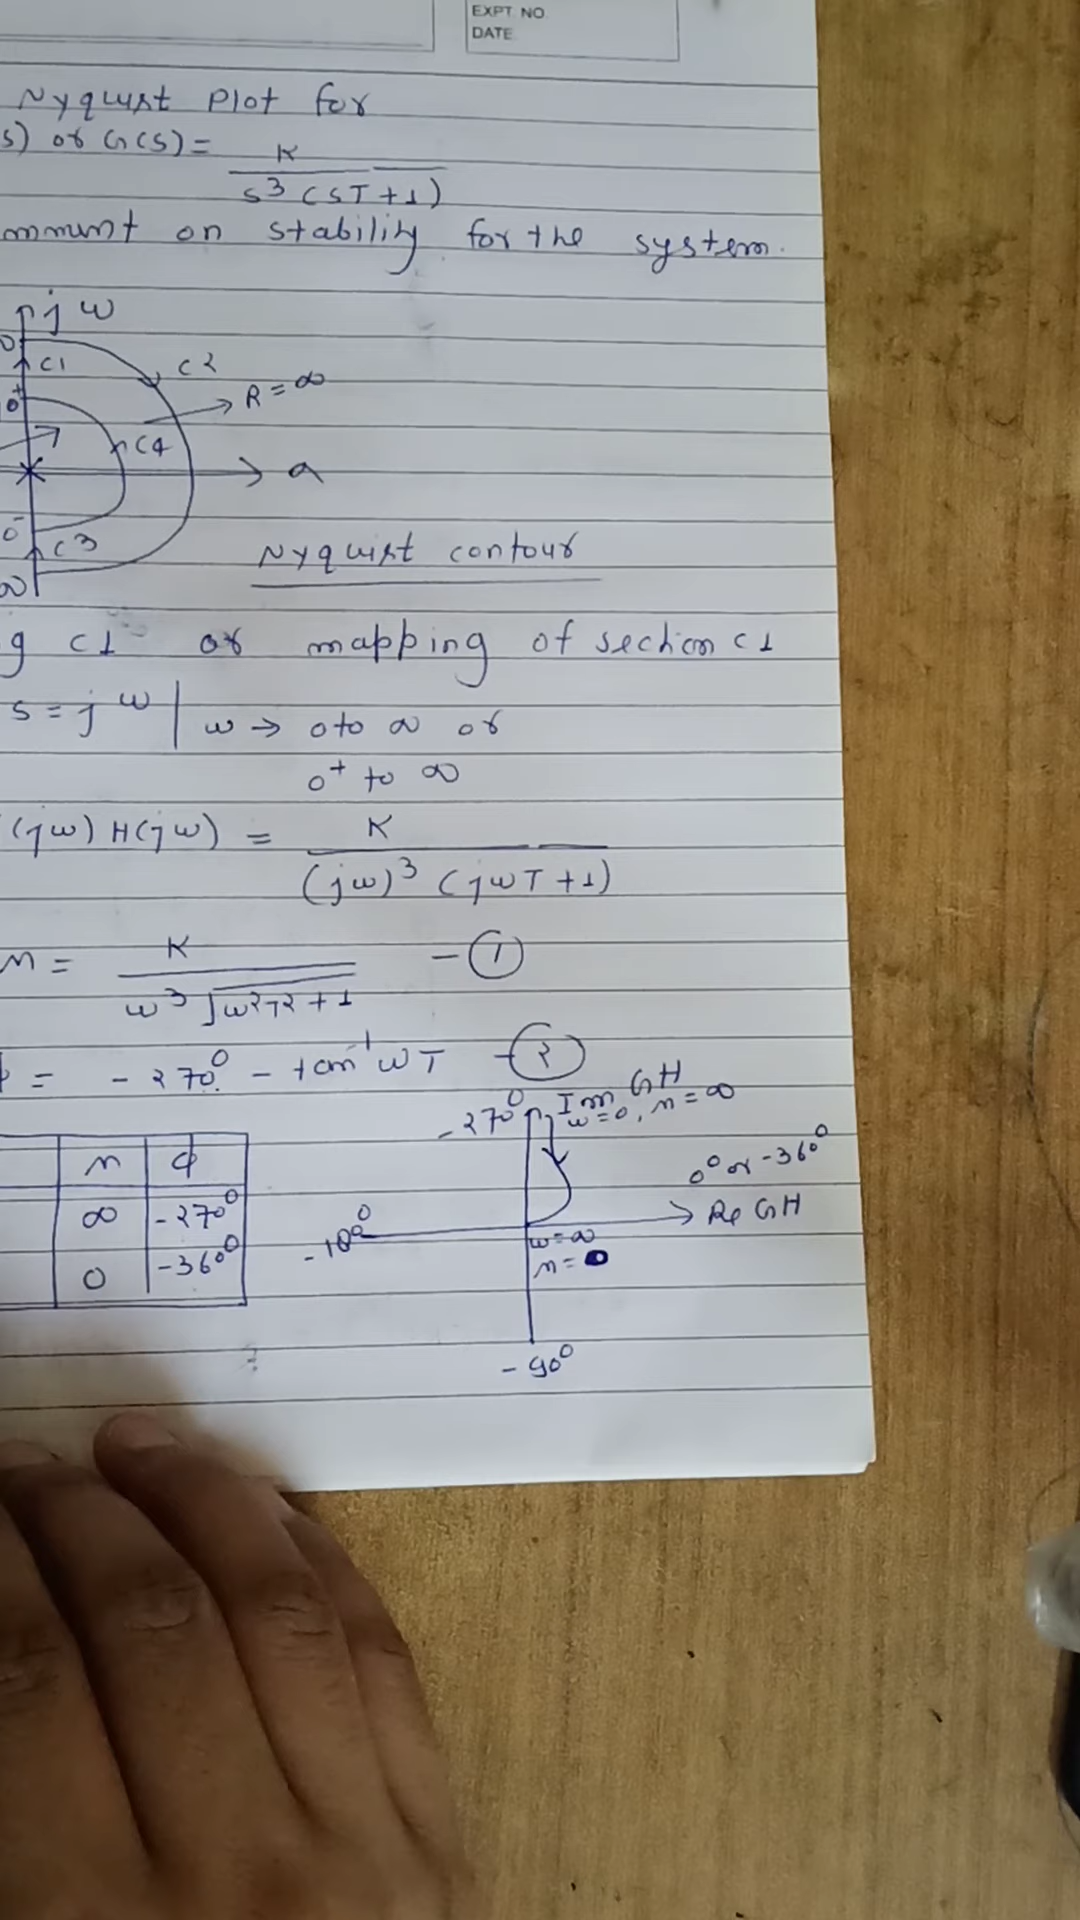 EXPT. NO.
DATE
Nyquist Plot for
s) or G(s) = K / s³(sT+1)
mment on stability for the system.
jω
C1
C2
0⁺
R = ∞
C4
σ
0⁻
C3
∞
Nyquist contour
g C1 or mapping of section C1
s = jω | ω → 0 to ∞ or
0⁺ to ∞
(jω) H(jω) = K / (jω)³ (jωT+1)
M = K / ω³ √ω²T²+1 - ①
ϕ = -270° - tan⁻¹ ωT - ②
-270° Im GH
ω=0, M=∞
M ϕ
∞ -270°
0 -360°
0° or -360°
Re GH
-180°
ω=∞
M=0
-90°